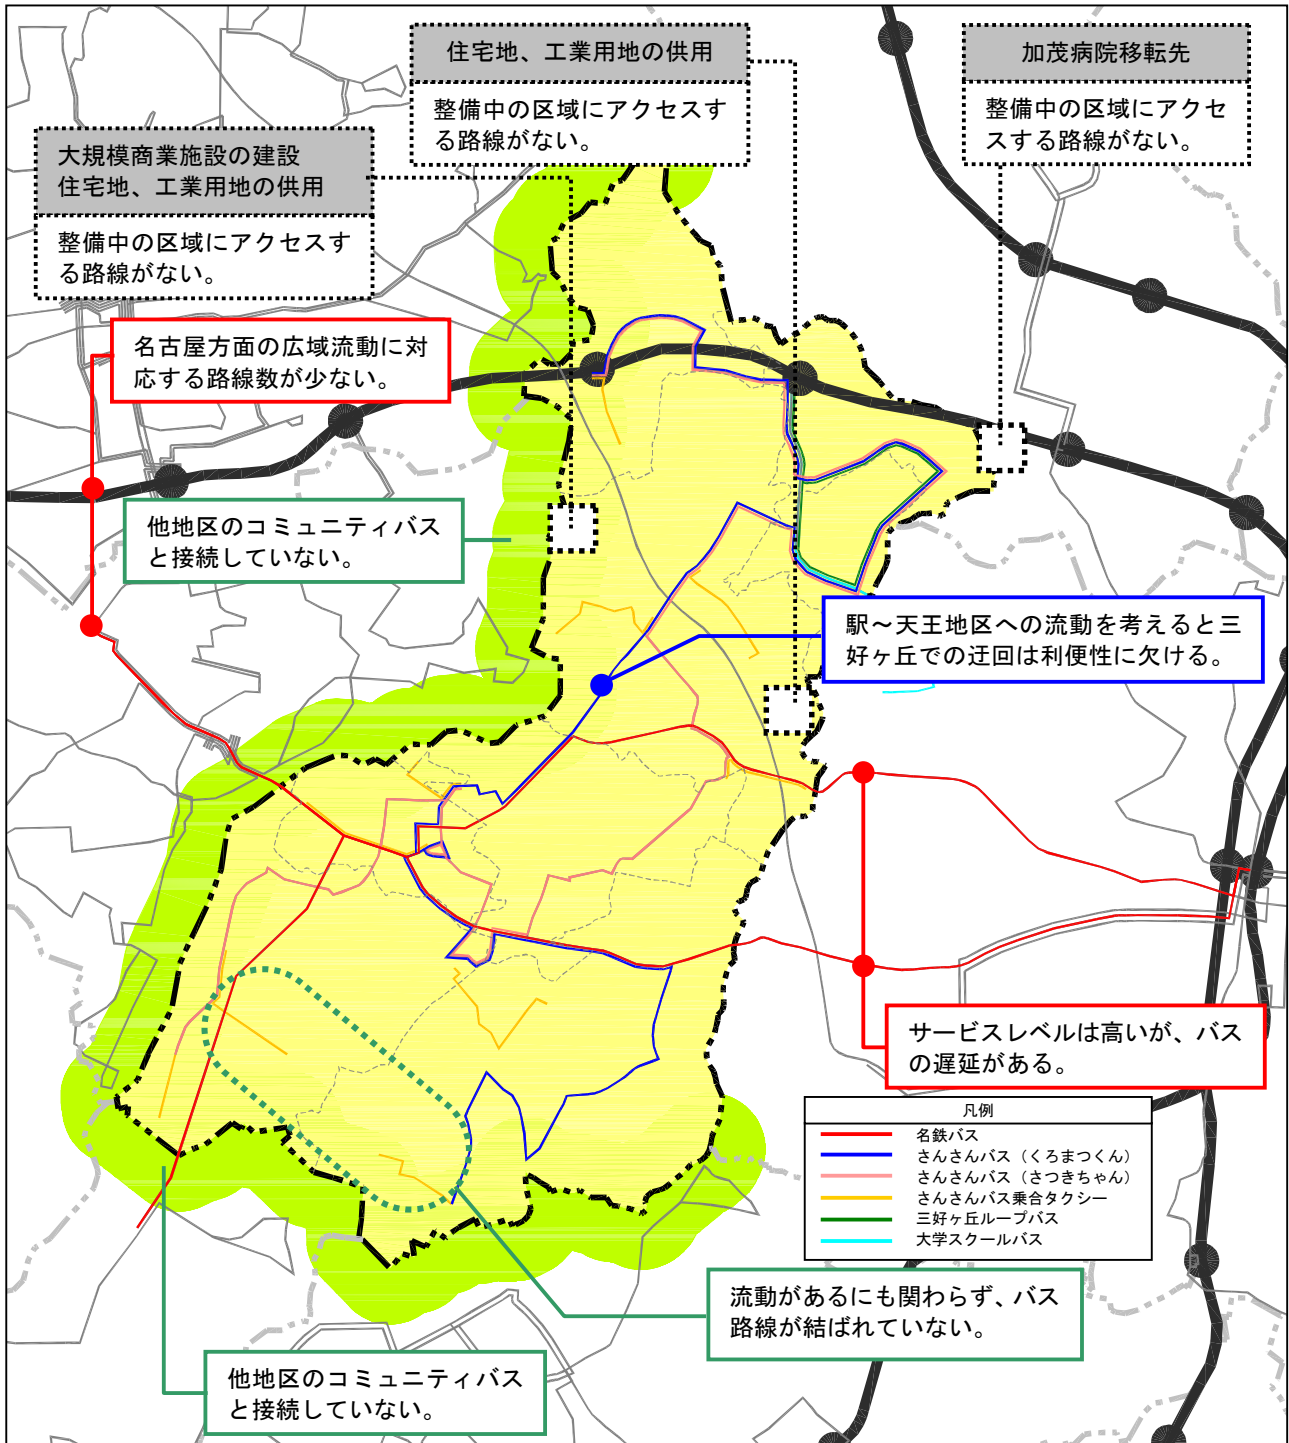 住宅地、工業用地の供用
整備中の区域にアクセスす
る路線がない。
加茂病院移転先
整備中の区域にアクセ
スする路線がない。
大規模商業施設の建設
住宅地、工業用地の供用
整備中の区域にアクセスす
る路線がない。
名古屋方面の広域流動に対
応する路線数が少ない。
他地区のコミュニティバス
と接続していない。
駅～天王地区への流動を考えると三
好ヶ丘での迂回は利便性に欠ける。
サービスレベルは高いが、バス
の遅延がある。
凡例
名鉄バス
さんさんバス（くろまつくん）
さんさんバス（さつきちゃん）
さんさんバス乗合タクシー
三好ヶ丘ループバス
大学スクールバス
流動があるにも関わらず、バス
路線が結ばれていない。
他地区のコミュニティバス
と接続していない。